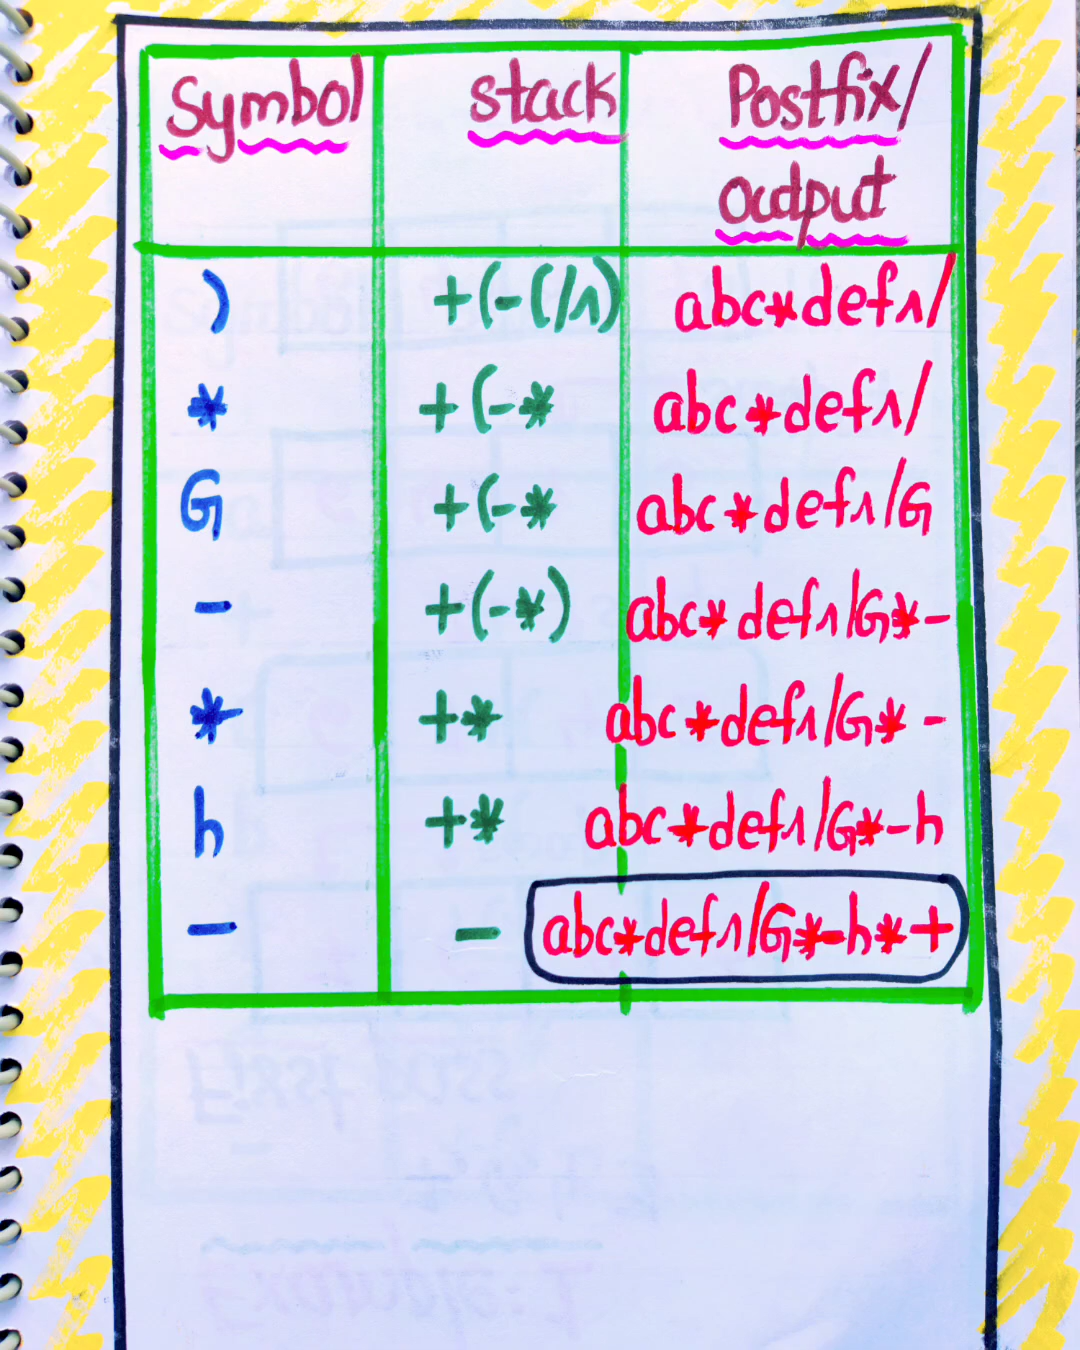 Symbol stack Postfix/
output
) +(-(/^) abc*def^/
* +(-* abc*def^/
G +(-* abc*def^/G
- +(-*) abc*def^/G*-
* +* abc*def^/G*-
h +* abc*def^/G*-h
- - abc*def^/G*-h*+